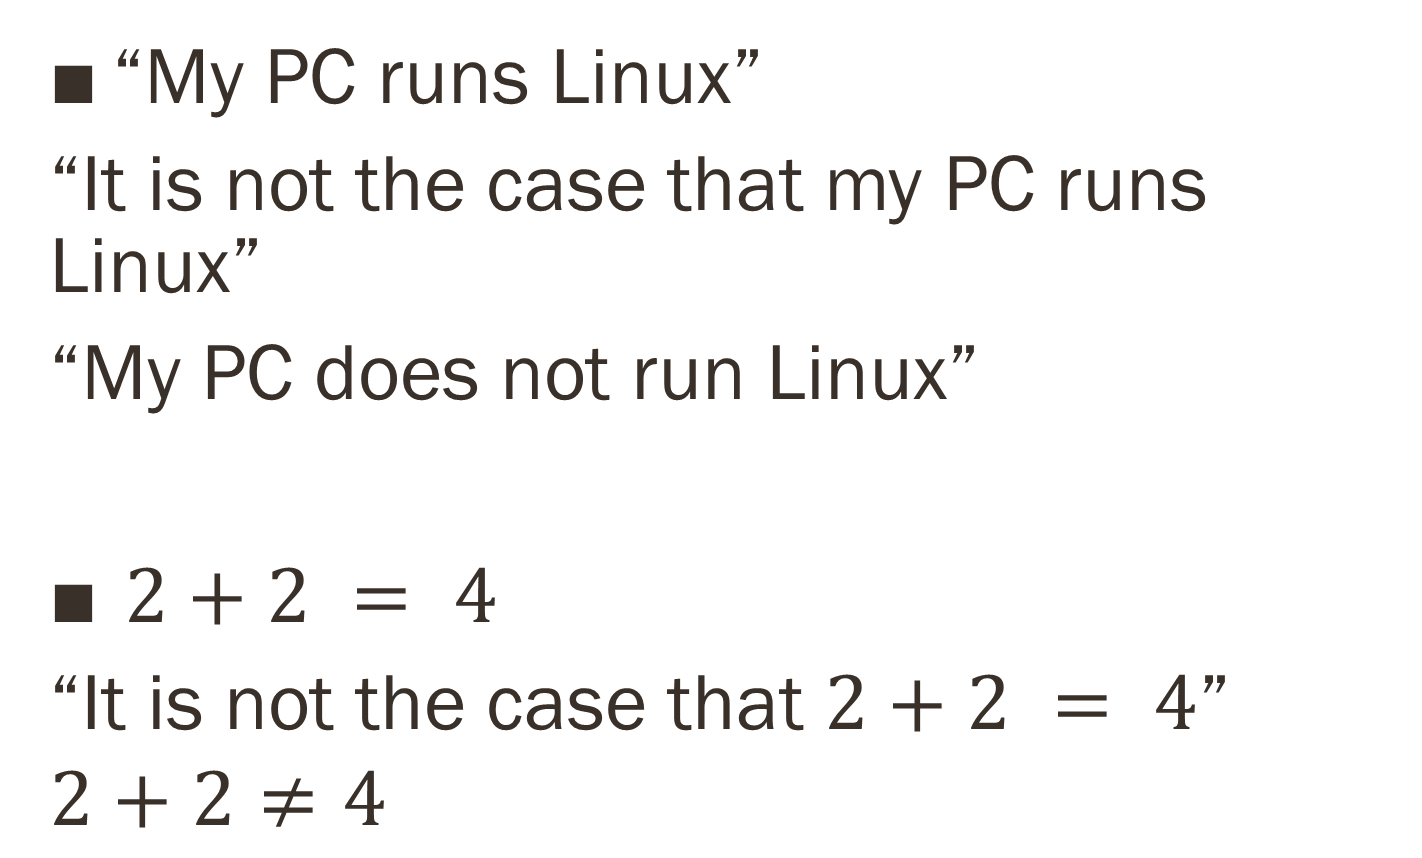 ■ “My PC runs Linux”
“It is not the case that my PC runs
Linux”
“My PC does not run Linux”
■ 2 + 2 = 4
“It is not the case that 2 + 2 = 4”
2 + 2 ≠ 4